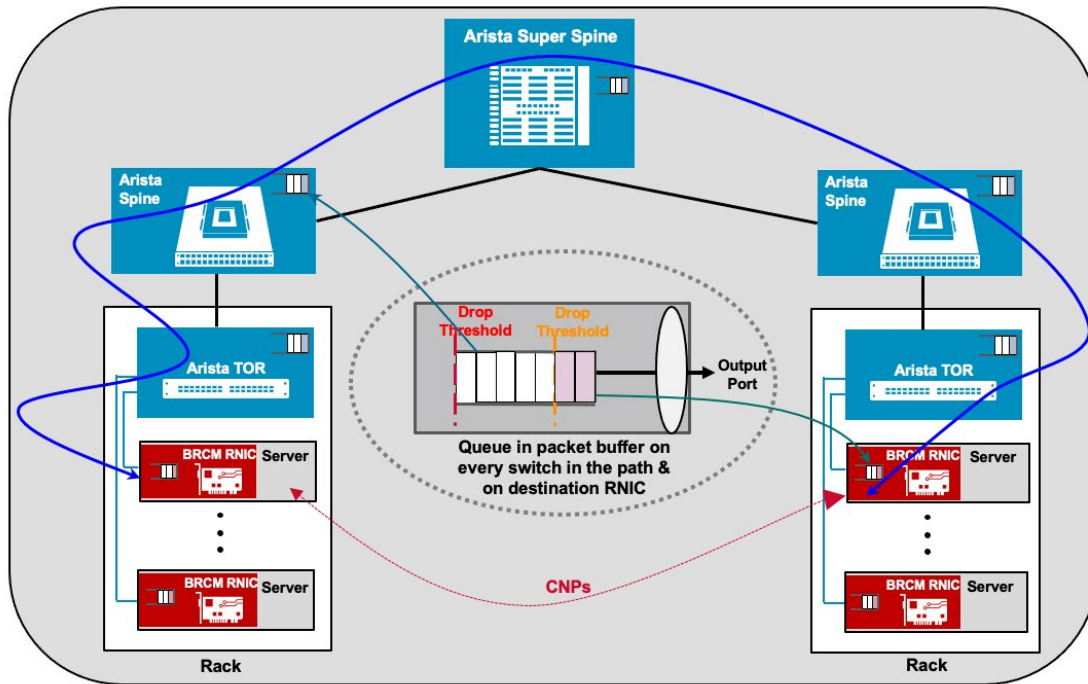 Arista Super Spine
Arista
Spine
Arista
Spine
Drop
Threshold
Drop
Threshold
Output
Port
Queue in packet buffer on
every switch in the path &
on destination RNIC
Arista TOR
BRCM RNIC
Server
BRCM RNIC
Server
Rack
Arista TOR
BRCM RNIC
Server
BRCM RNIC
Server
Rack
CNPs